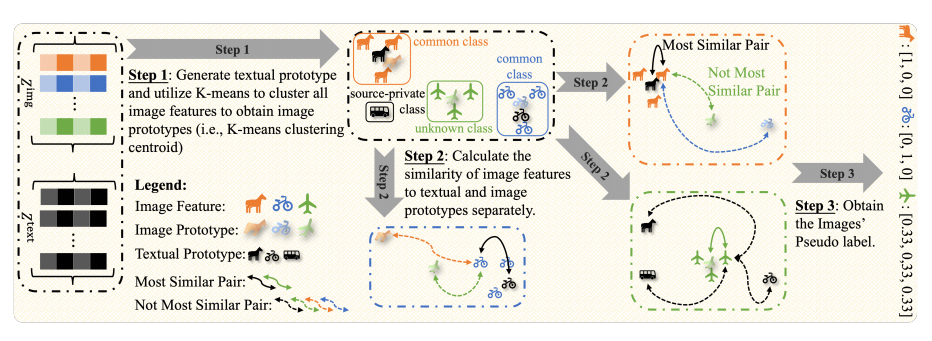 Z^img
Z^text
Step 1
Step 1: Generate textual prototype
and utilize K-means to cluster all
image features to obtain image
prototypes (i.e., K-means clustering
centroid)
Legend:
Image Feature:
Image Prototype:
Textual Prototype:
Most Similar Pair:
Not Most Similar Pair:
common class
common
class
source-private
class
unknown class
Step 2
Step 2
Step 2
Step 2: Calculate the
similarity of image features
to textual and image
prototypes separately.
Most Similar Pair
Not Most
Similar Pair
Step 3
Step 3: Obtain
the Images'
Pseudo label.
: [1, 0, 0] : [0, 1, 0] : [0.33, 0.33, 0.33]